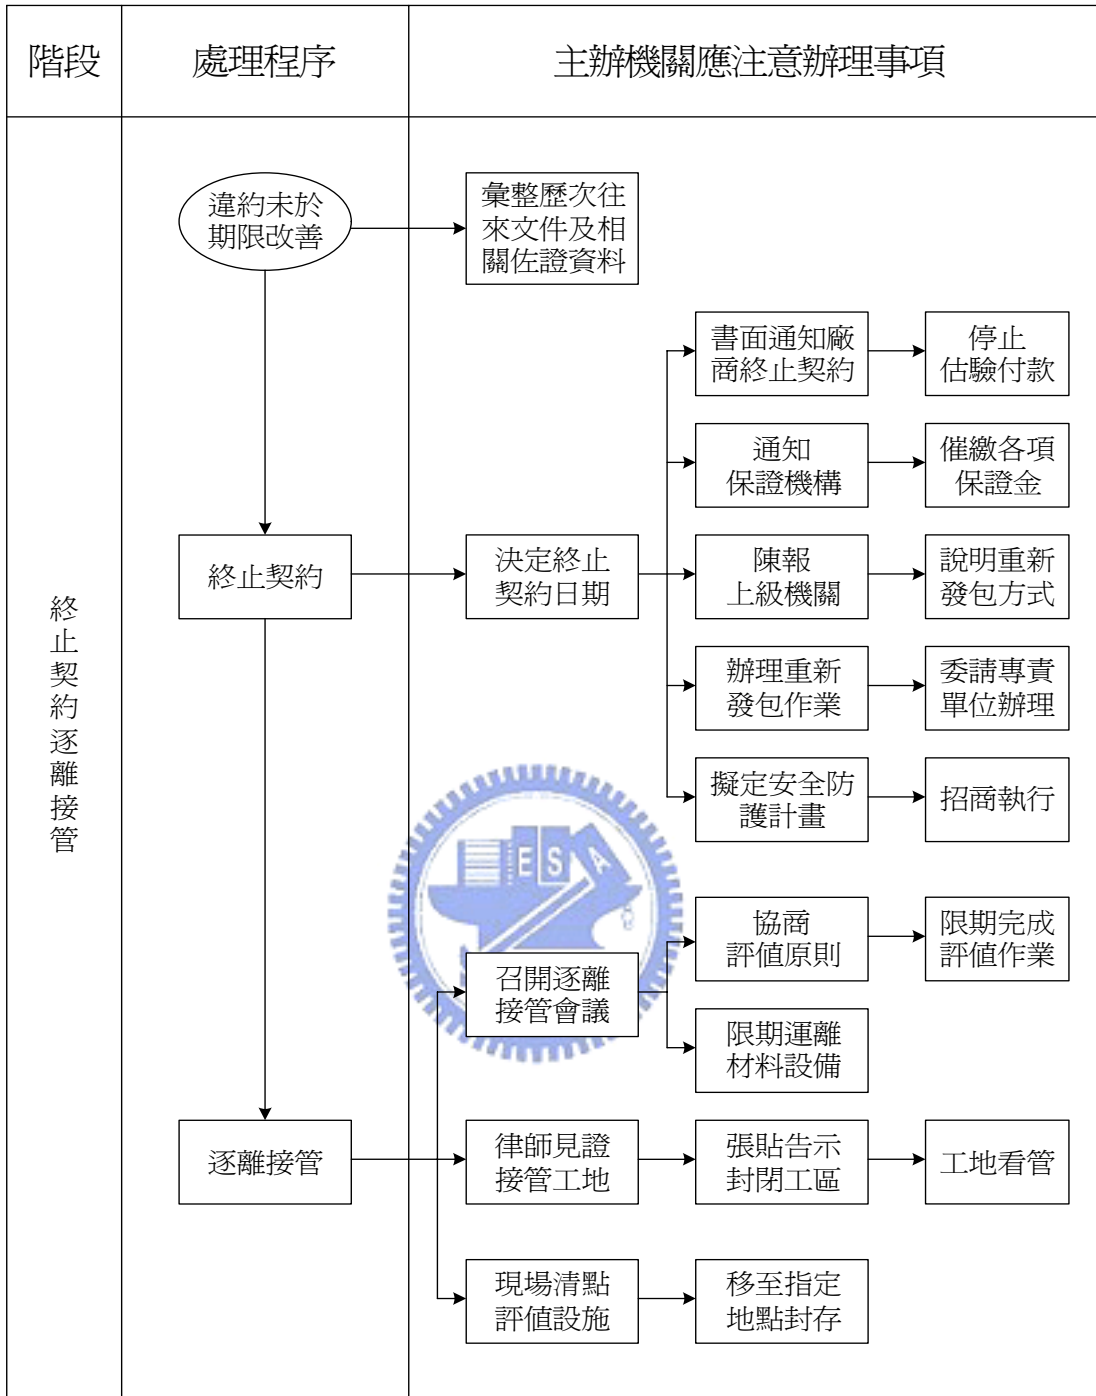 階段
處理程序
主辦機關應注意辦理事項
終止契約逐離接管
違約未於
期限改善
彙整歷次往
來文件及相
關佐證資料
終止契約
決定終止
契約日期
書面通知廠
商終止契約
停止
估驗付款
通知
保證機構
催繳各項
保證金
陳報
上級機關
說明重新
發包方式
辦理重新
發包作業
委請專責
單位辦理
擬定安全防
護計畫
招商執行
逐離接管
召開逐離
接管會議
協商
評值原則
限期完成
評值作業
限期運離
材料設備
律師見證
接管工地
張貼告示
封閉工區
工地看管
現場清點
評值設施
移至指定
地點封存
ESA